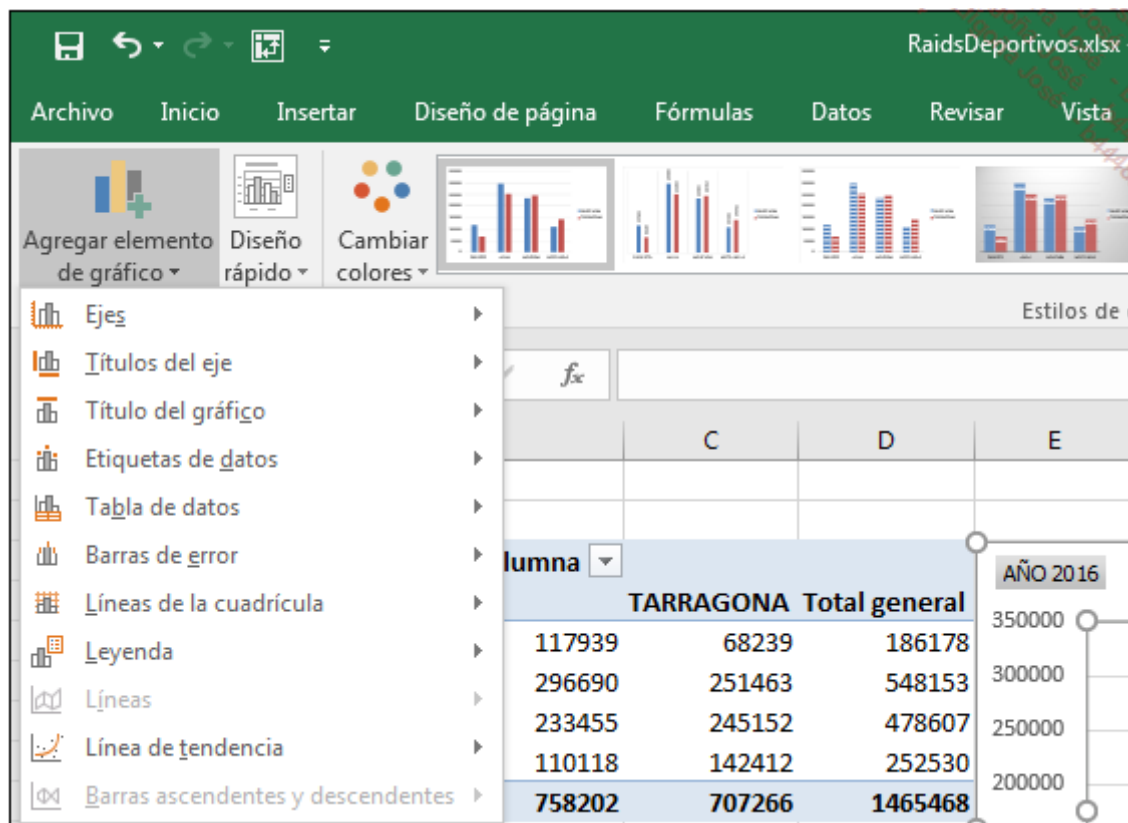 RaidsDeportivos.xlsx -
Archivo Inicio Insertar Diseño de página Fórmulas Datos Revisar Vista
Agregar elemento de gráfico
Diseño rápido
Cambiar colores
Estilos de
Ejes
Títulos del eje
Título del gráfico
Etiquetas de datos
Tabla de datos
Barras de error
Líneas de la cuadrícula
Leyenda
Líneas
Línea de tendencia
Barras ascendentes y descendentes
fx
C D E
lumna
TARRAGONA Total general
117939 68239 186178
296690 251463 548153
233455 245152 478607
110118 142412 252530
758202 707266 1465468
AÑO 2016
350000
300000
250000
200000